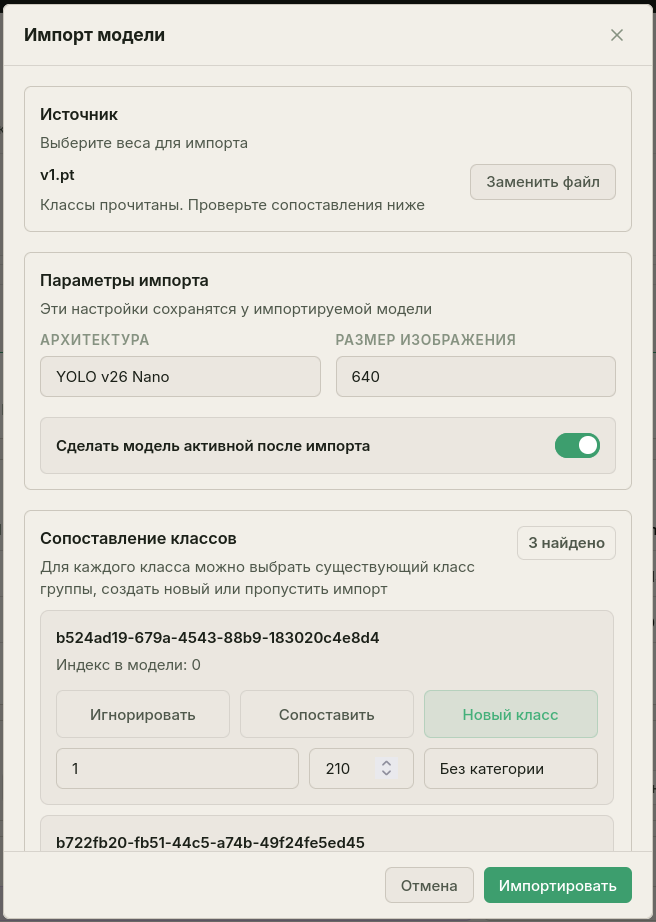 Импорт модели
Источник
Выберите веса для импорта
v1.pt
Заменить файл
Классы прочитаны. Проверьте сопоставления ниже
Параметры импорта
Эти настройки сохранятся у импортируемой модели
АРХИТЕКТУРА
РАЗМЕР ИЗОБРАЖЕНИЯ
YOLO v26 Nano
640
Сделать модель активной после импорта
Сопоставление классов
3 найдено
Для каждого класса можно выбрать существующий класс
группы, создать новый или пропустить импорт
b524ad19-679a-4543-88b9-183020c4e8d4
Индекс в модели: 0
Игнорировать
Сопоставить
Новый класс
1
210
Без категории
b722fb20-fb51-44c5-a74b-49f24fe5ed45
Отмена
Импортировать